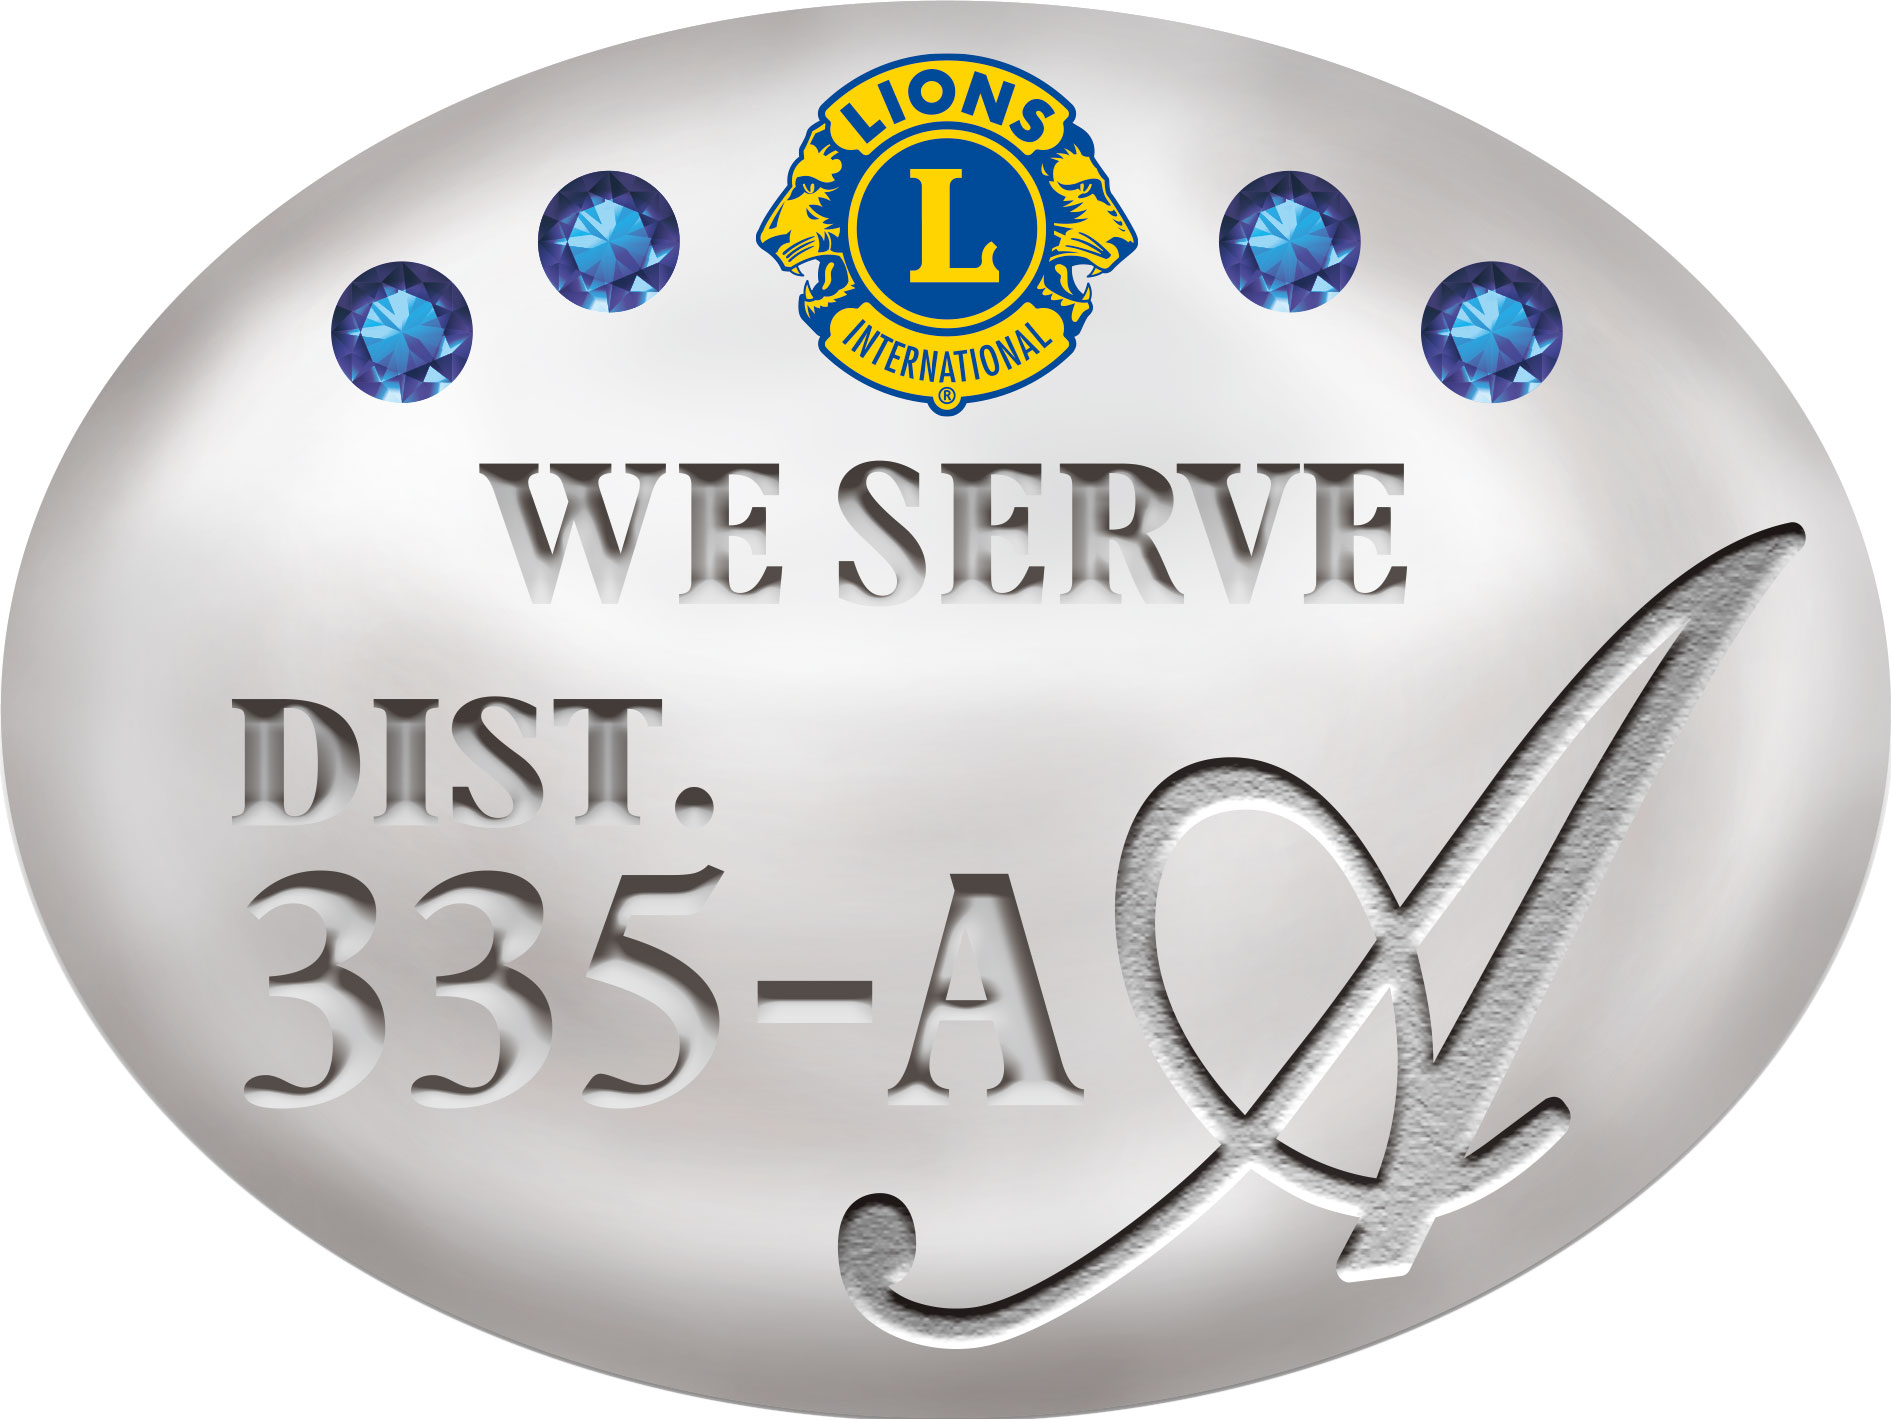 LIONS
L
INTERNATIONAL
®
WE SERVE
DIST.
335-A
A